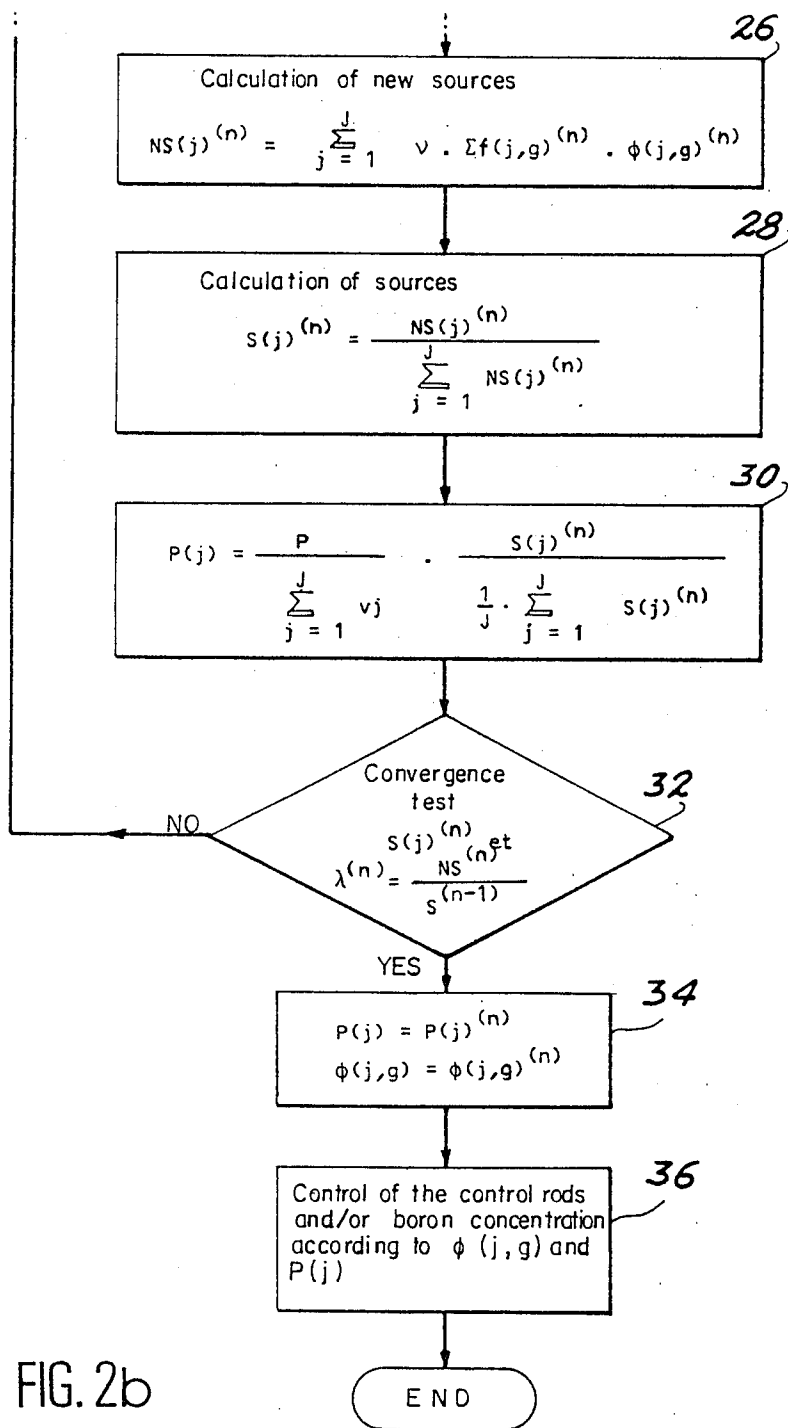 26
Calculation of new sources
NS(j)⁽ⁿ⁾ = Σ_{j = 1}^{J} ν . Σf(j,g)⁽ⁿ⁾ . φ(j,g)⁽ⁿ⁾
28
Calculation of sources
S(j)⁽ⁿ⁾ = NS(j)⁽ⁿ⁾ / Σ_{j = 1}^{J} NS(j)⁽ⁿ⁾
30
P(j) = P / Σ_{j = 1}^{J} vj . S(j)⁽ⁿ⁾ / (1/J · Σ_{j = 1}^{J} S(j)⁽ⁿ⁾)
32
Convergence
test
S(j)⁽ⁿ⁾ et
λ⁽ⁿ⁾ = NS⁽ⁿ⁾ / S⁽ⁿ⁻¹⁾
NO
YES
34
P(j) = P(j)⁽ⁿ⁾
φ(j,g) = φ(j,g)⁽ⁿ⁾
36
Control of the control rods
and/or boron concentration
according to φ (j,g) and
P(j)
END
FIG. 2b